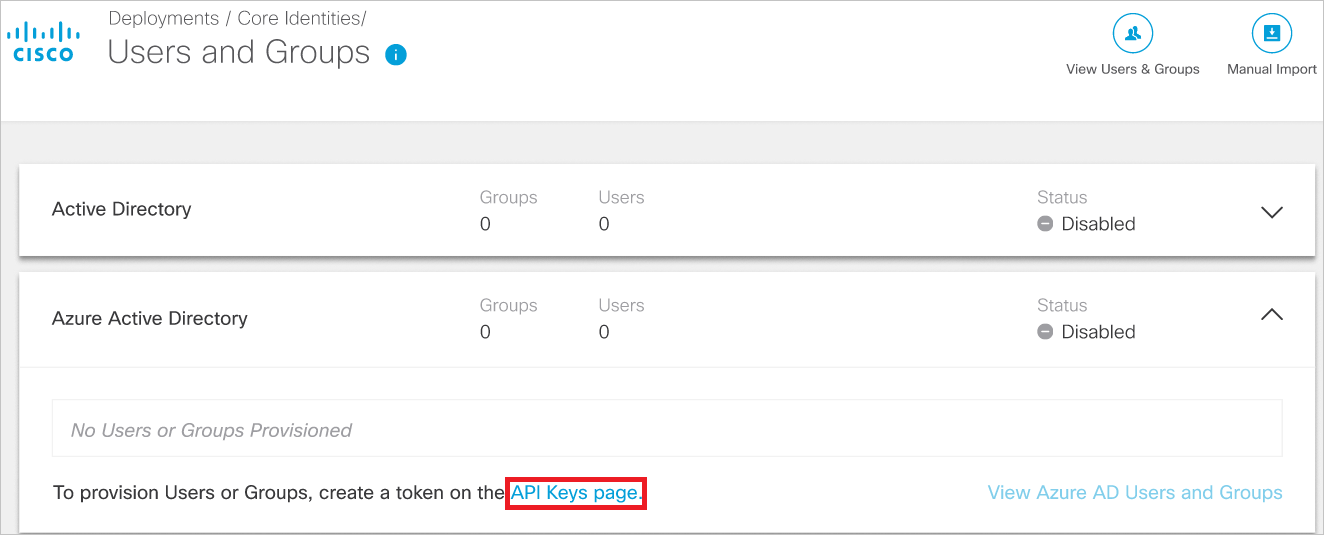 Deployments / Core Identities/
CISCO
Users and Groups i
View Users & Groups
Manual Import
Groups Users Status
Active Directory
0 0 Disabled
Groups Users Status
Azure Active Directory
0 0 Disabled
No Users or Groups Provisioned
To provision Users or Groups, create a token on the API Keys page. View Azure AD Users and Groups